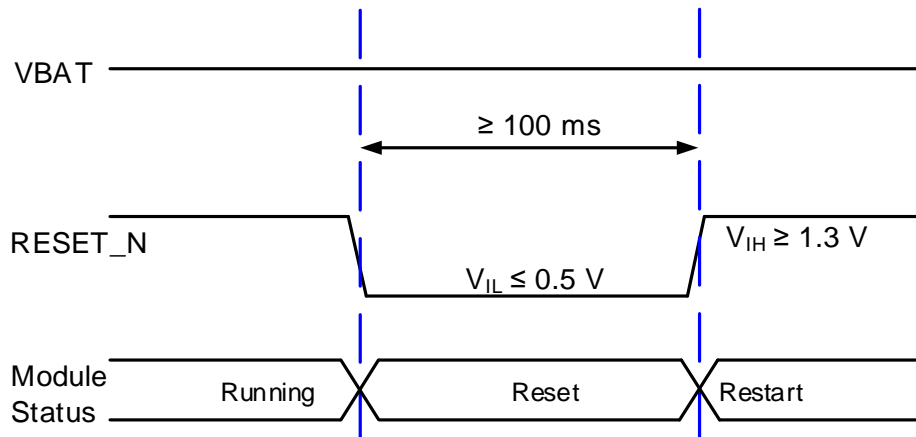 VBAT
≥ 100 ms
RESET_N
VIH ≥ 1.3 V
VIL ≤ 0.5 V
Module
Status
Running
Reset
Restart